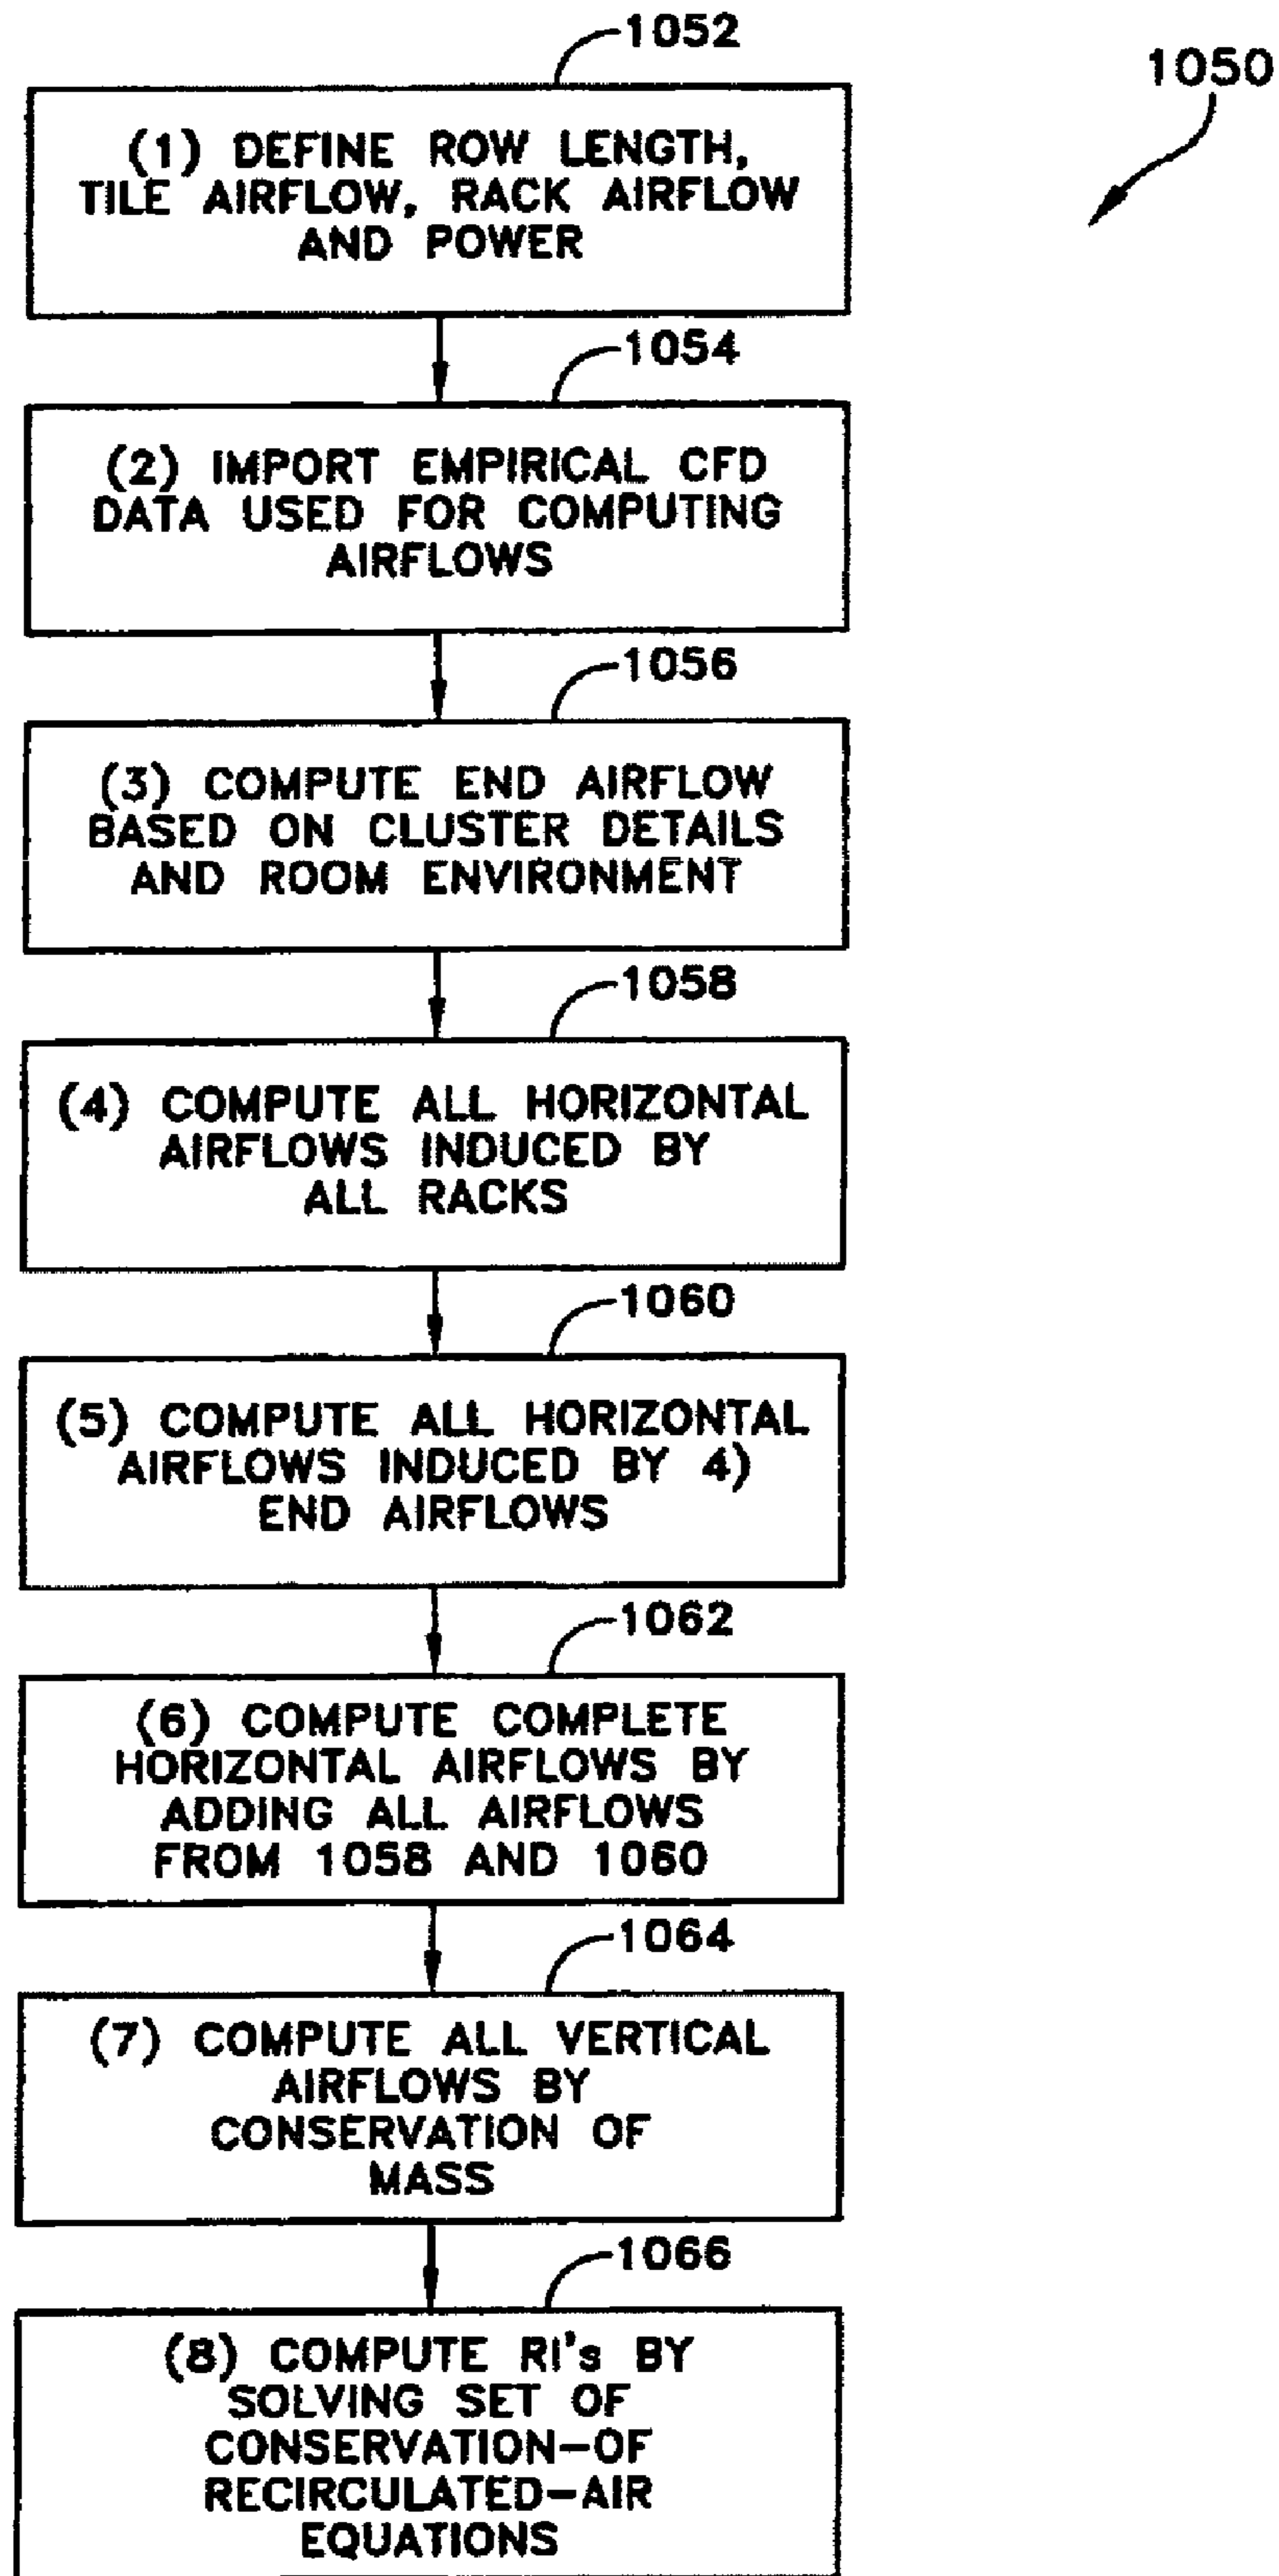 1052
1050
(1) DEFINE ROW LENGTH,
TILE AIRFLOW, RACK AIRFLOW
AND POWER
1054
(2) IMPORT EMPIRICAL CFD
DATA USED FOR COMPUTING
AIRFLOWS
1056
(3) COMPUTE END AIRFLOW
BASED ON CLUSTER DETAILS
AND ROOM ENVIRONMENT
1058
(4) COMPUTE ALL HORIZONTAL
AIRFLOWS INDUCED BY
ALL RACKS
1060
(5) COMPUTE ALL HORIZONTAL
AIRFLOWS INDUCED BY 4)
END AIRFLOWS
1062
(6) COMPUTE COMPLETE
HORIZONTAL AIRFLOWS BY
ADDING ALL AIRFLOWS
FROM 1058 AND 1060
1064
(7) COMPUTE ALL VERTICAL
AIRFLOWS BY
CONSERVATION OF
MASS
1066
(8) COMPUTE RI's BY
SOLVING SET OF
CONSERVATION-OF
RECIRCULATED-AIR
EQUATIONS